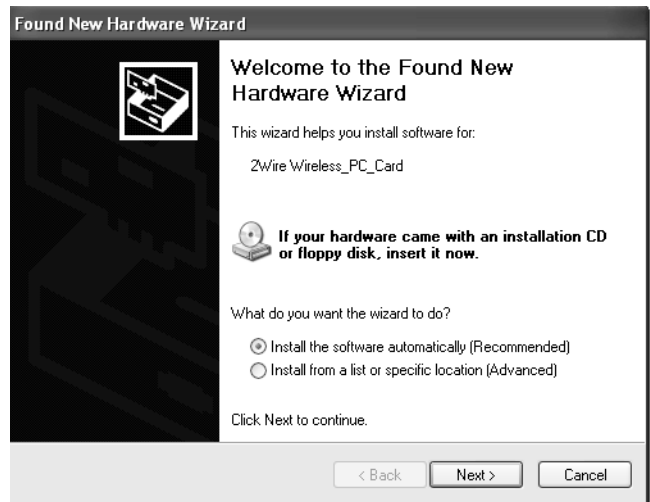 Found New Hardware Wizard
Welcome to the Found New
Hardware Wizard
This wizard helps you install software for:
2Wire Wireless_PC_Card
If your hardware came with an installation CD
or floppy disk, insert it now.
What do you want the wizard to do?
Install the software automatically (Recommended)
Install from a list or specific location (Advanced)
Click Next to continue.
< Back
Next >
Cancel